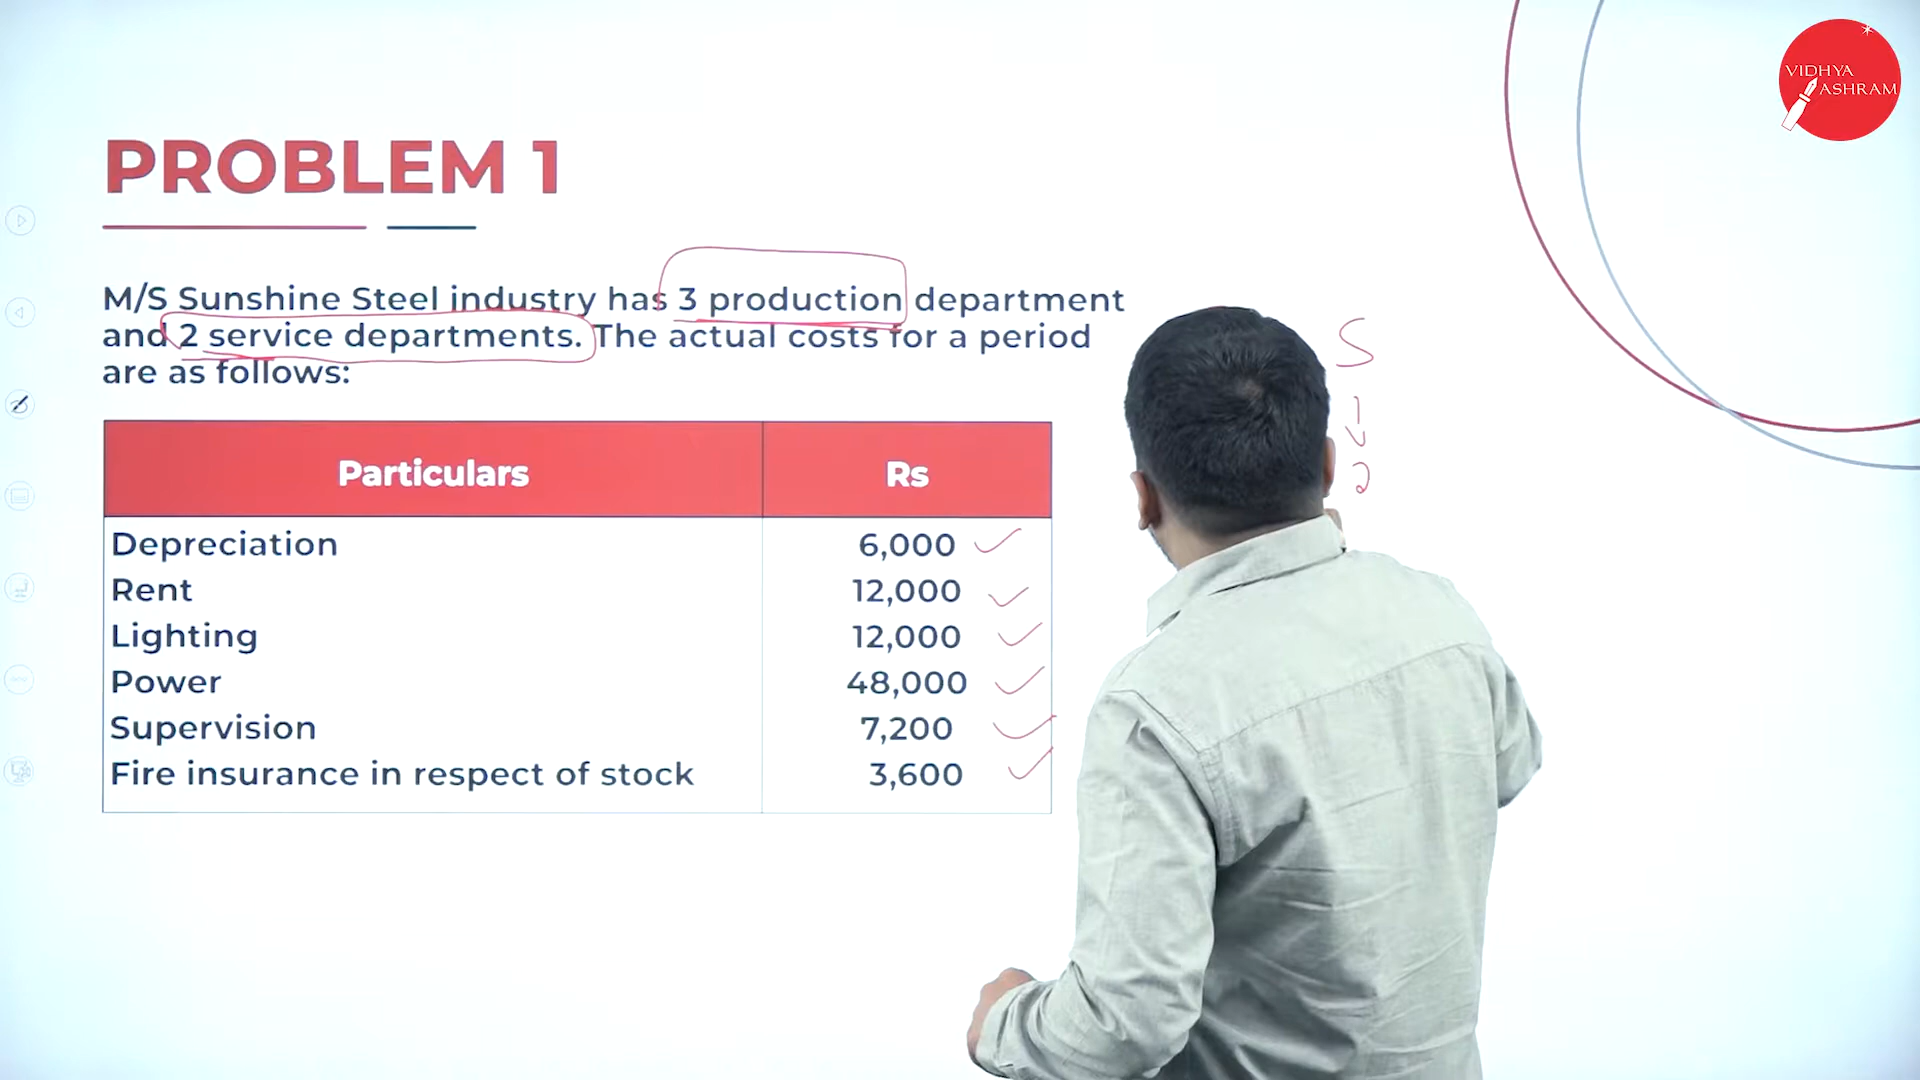 VIDHYA
ASHRAM
PROBLEM 1
M/S Sunshine Steel industry has 3 production department
and 2 service departments. The actual costs for a period
are as follows:
Particulars Rs
Depreciation 6,000
Rent 12,000
Lighting 12,000
Power 48,000
Supervision 7,200
Fire insurance in respect of stock 3,600
S